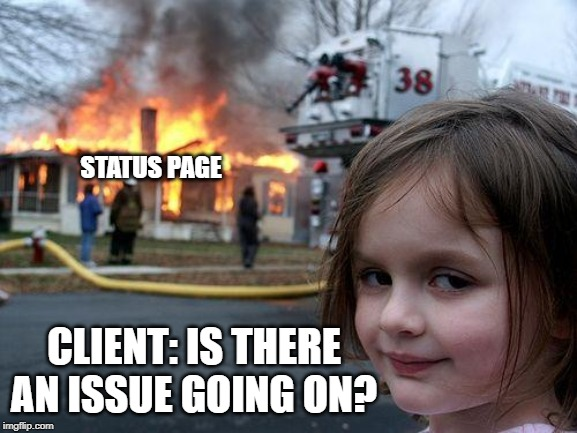 38
STATUS PAGE
CLIENT: IS THERE
AN ISSUE GOING ON?
imgflip.com